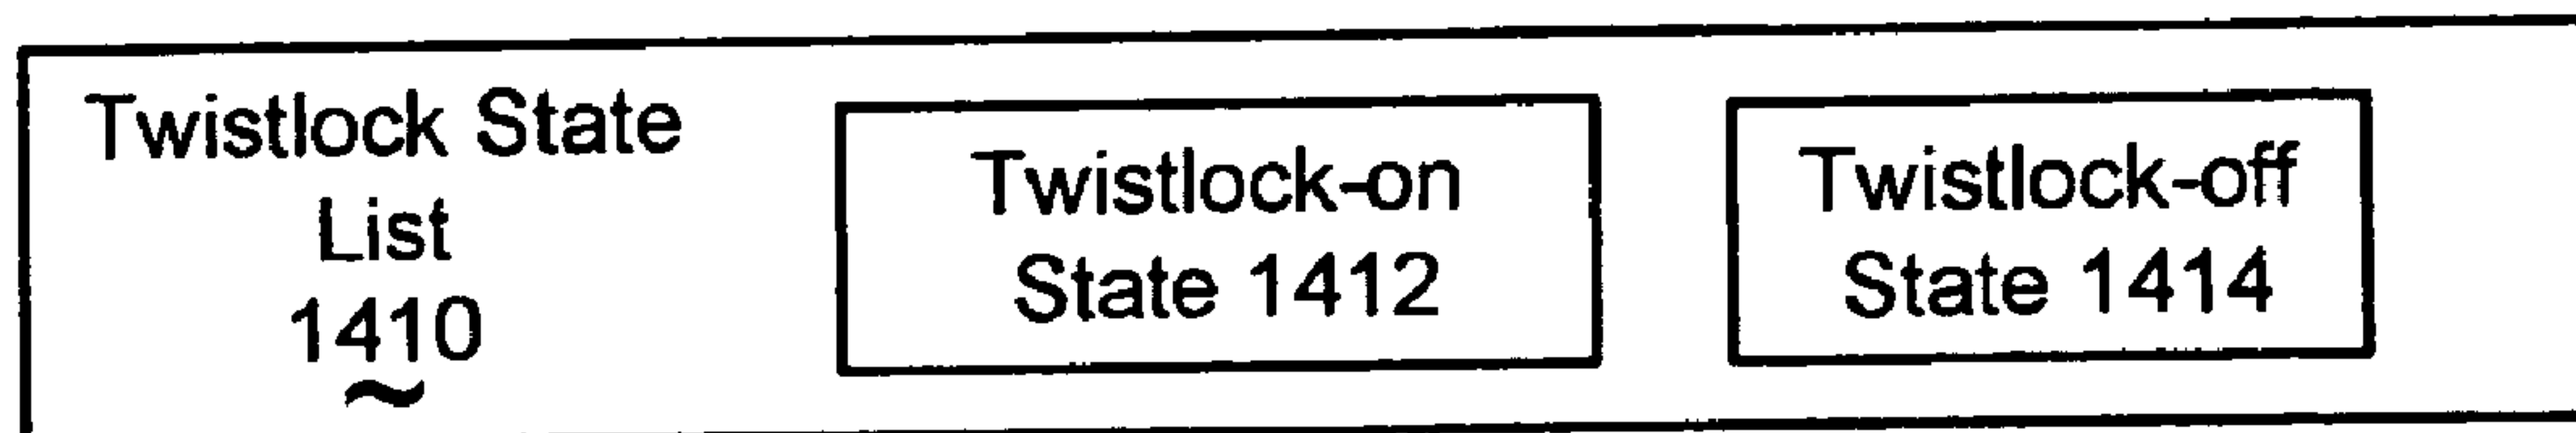 Twistlock State
List
1410
Twistlock-on
State 1412
Twistlock-off
State 1414